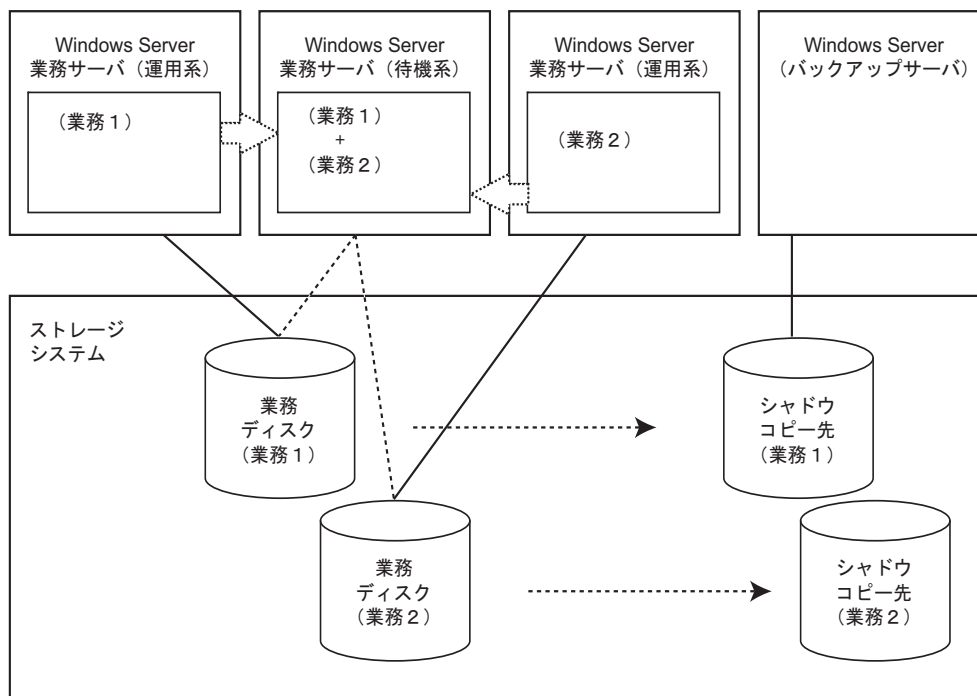 Windows Server
業務サーバ（運用系）
（業務１）
Windows Server
業務サーバ（待機系）
（業務１）
+
（業務２）
Windows Server
業務サーバ（運用系）
（業務２）
Windows Server
（バックアップサーバ）
ストレージ
システム
業務
ディスク
（業務１）
シャドウ
コピー先
（業務１）
業務
ディスク
（業務２）
シャドウ
コピー先
（業務２）